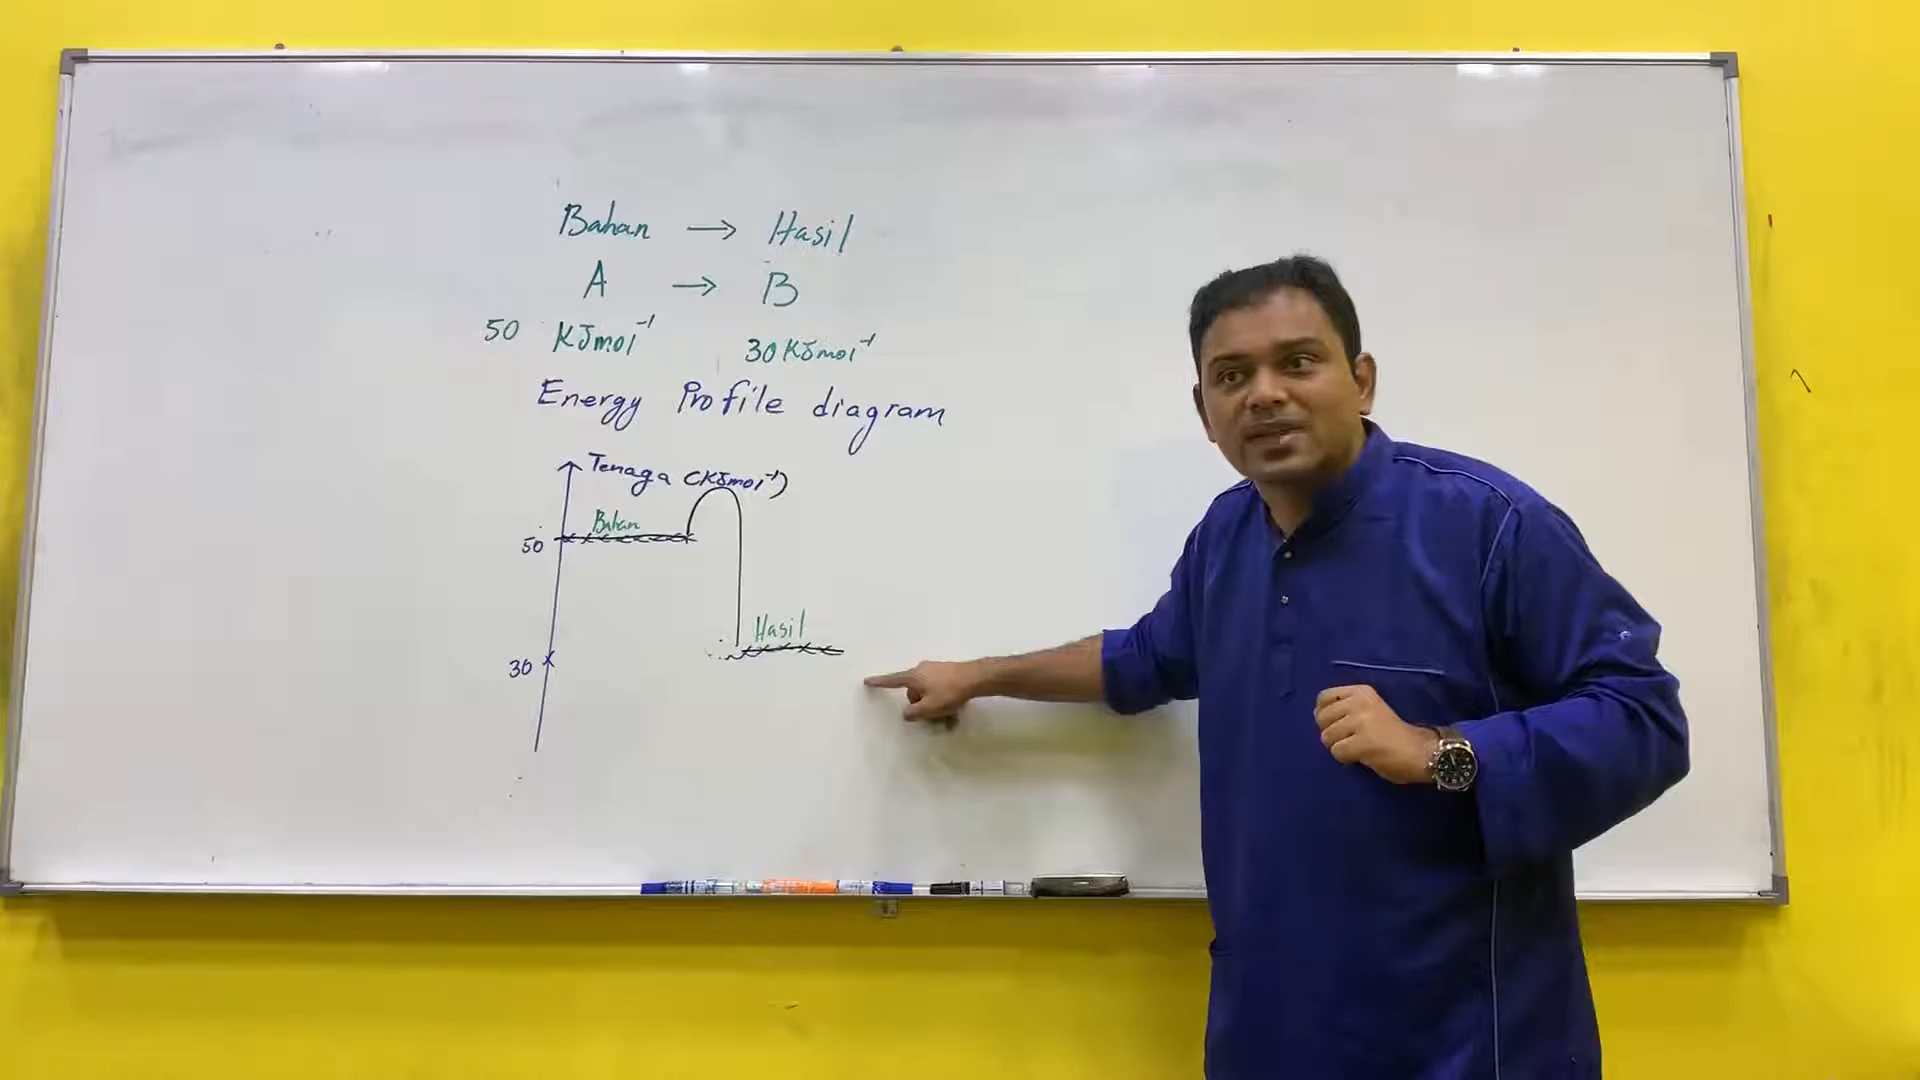 Bahan → Hasil
A → B
50 KJmol⁻¹ 30 KJmol⁻¹
Energy Profile diagram
Tenaga (KJmol⁻¹)
Bahan
50
Hasil
30